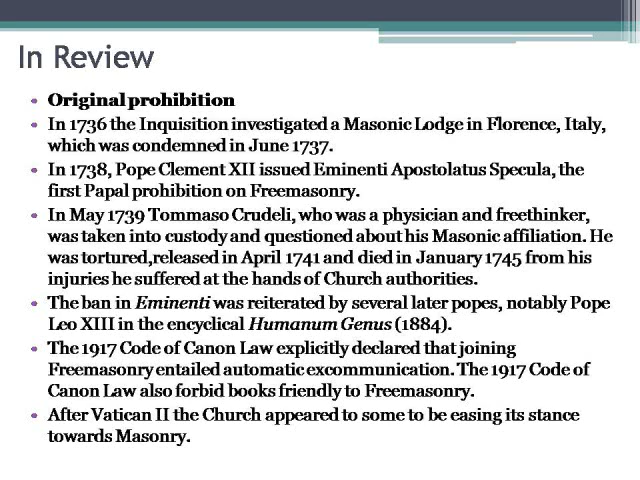 In Review
• Original prohibition
• In 1736 the Inquisition investigated a Masonic Lodge in Florence, Italy,
which was condemned in June 1737.
• In 1738, Pope Clement XII issued Eminenti Apostolatus Specula, the
first Papal prohibition on Freemasonry.
• In May 1739 Tommaso Crudeli, who was a physician and freethinker,
was taken into custody and questioned about his Masonic affiliation. He
was tortured,released in April 1741 and died in January 1745 from his
injuries he suffered at the hands of Church authorities.
• The ban in Eminenti was reiterated by several later popes, notably Pope
Leo XIII in the encyclical Humanum Genus (1884).
• The 1917 Code of Canon Law explicitly declared that joining
Freemasonry entailed automatic excommunication. The 1917 Code of
Canon Law also forbid books friendly to Freemasonry.
• After Vatican II the Church appeared to some to be easing its stance
towards Masonry.